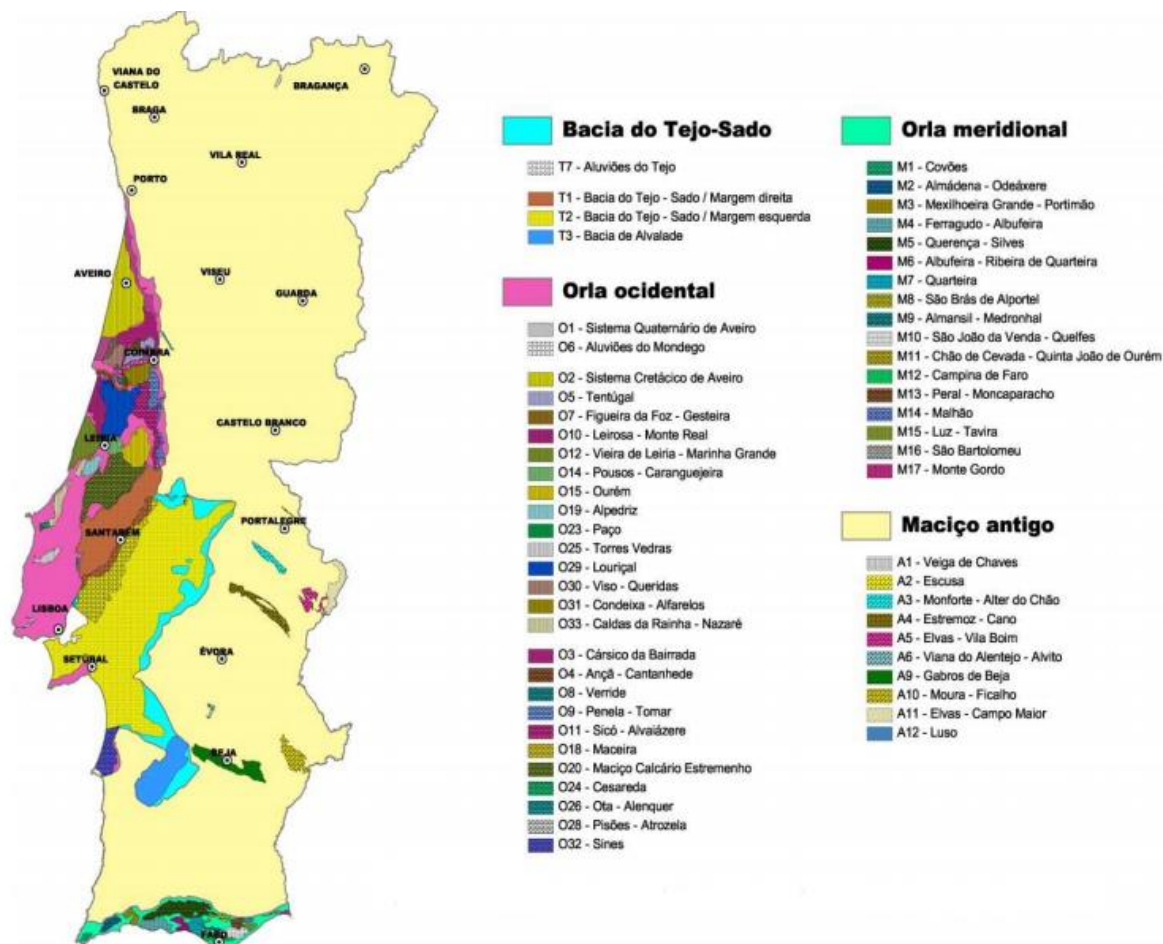 VIANA DO
CASTELO
BRAGA
BRAGANÇA
VILA REAL
PORTO
AVEIRO
VISEU
GUARDA
COIMBRA
CASTELO BRANCO
LEIRIA
PORTALEGRE
SANTARÉM
LISBOA
SETÚBAL
ÉVORA
BEJA
FARO
Bacia do Tejo-Sado
T7 - Aluviões do Tejo
T1 - Bacia do Tejo - Sado / Margem direita
T2 - Bacia do Tejo - Sado / Margem esquerda
T3 - Bacia de Alvalade
Orla ocidental
O1 - Sistema Quaternário de Aveiro
O6 - Aluviões do Mondego
O2 - Sistema Cretácico de Aveiro
O5 - Tentúgal
O7 - Figueira da Foz - Gesteira
O10 - Leirosa - Monte Real
O12 - Vieira de Leiria - Marinha Grande
O14 - Pousos - Caranguejeira
O15 - Ourém
O19 - Alpedriz
O23 - Paço
O25 - Torres Vedras
O29 - Louriçal
O30 - Viso - Queridas
O31 - Condeixa - Alfarelos
O33 - Caldas da Rainha - Nazaré
O3 - Cársico da Bairrada
O4 - Ançã - Cantanhede
O8 - Verride
O9 - Penela - Tomar
O11 - Sicó - Alvaiázere
O18 - Maceira
O20 - Maciço Calcário Estremenho
O24 - Cesareda
O26 - Ota - Alenquer
O28 - Pisões - Atrozela
O32 - Sines
Orla meridional
M1 - Covões
M2 - Almádena - Odeáxere
M3 - Mexilhoeira Grande - Portimão
M4 - Ferragudo - Albufeira
M5 - Querença - Silves
M6 - Albufeira - Ribeira de Quarteira
M7 - Quarteira
M8 - São Brás de Alportel
M9 - Almansil - Medronhal
M10 - São João da Venda - Quelfes
M11 - Chão de Cevada - Quinta João de Ourém
M12 - Campina de Faro
M13 - Peral - Moncaparacho
M14 - Malhão
M15 - Luz - Tavira
M16 - São Bartolomeu
M17 - Monte Gordo
Maciço antigo
A1 - Veiga de Chaves
A2 - Escusa
A3 - Monforte - Alter do Chão
A4 - Estremoz - Cano
A5 - Elvas - Vila Boim
A6 - Viana do Alentejo - Alvito
A9 - Gabros de Beja
A10 - Moura - Ficalho
A11 - Elvas - Campo Maior
A12 - Luso